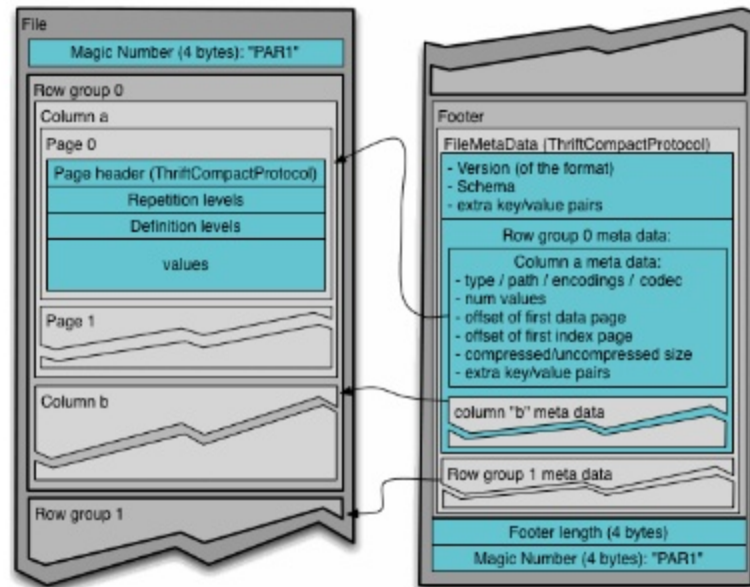 File
Magic Number (4 bytes): "PAR1"
Row group 0
Column a
Page 0
Page header (ThriftCompactProtocol)
Repetition levels
Definition levels
values
Page 1
Column b
Row group 1
Footer
FileMetaData (ThriftCompactProtocol)
- Version (of the format)
- Schema
- extra key/value pairs
Row group 0 meta data:
Column a meta data:
- type / path / encodings / codec
- num values
- offset of first data page
- offset of first index page
- compressed/uncompressed size
- extra key/value pairs
column "b" meta data
Row group 1 meta data
Footer length (4 bytes)
Magic Number (4 bytes): "PAR1"